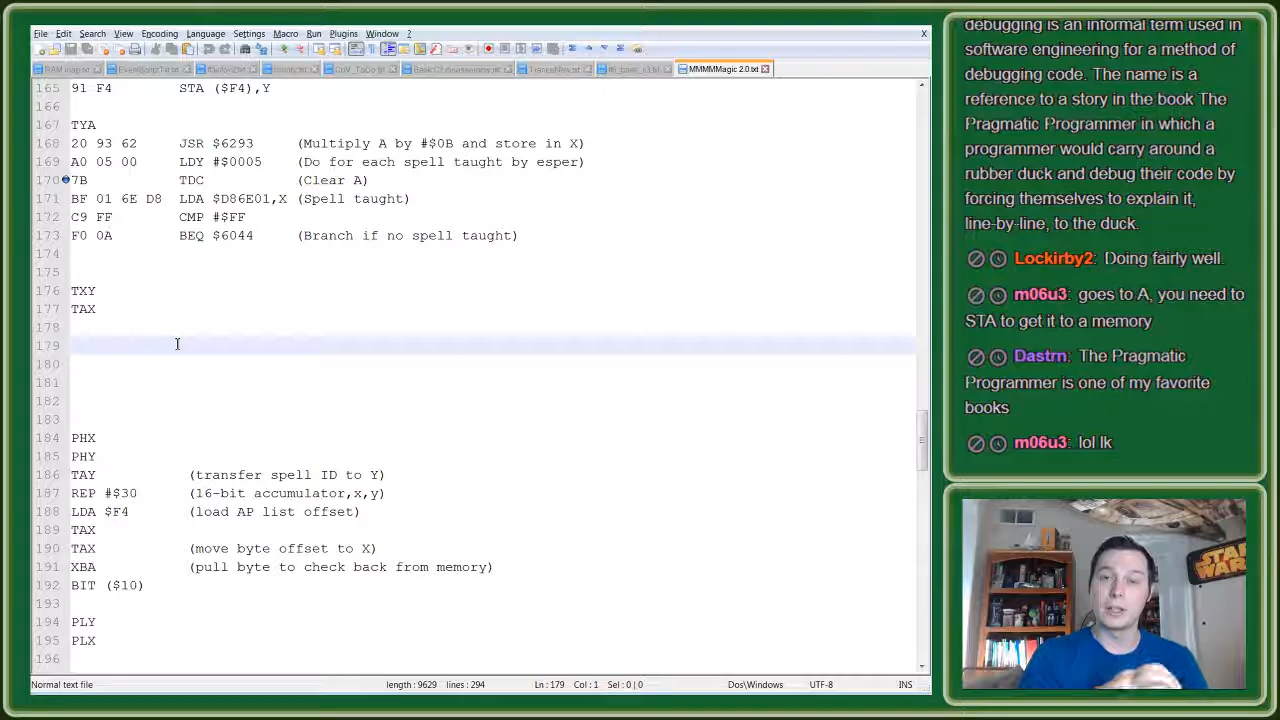 File Edit Search View Encoding Language Settings Macro Run Plugins Window ? X
RAM map.txt EventScriptTxt.txt CoV_ToDo.txt Bank C3 disassembly.txt MMMMagic 2.0.txt
165 91 F4 STA ($F4),Y
166
167 TYA
168 20 93 62 JSR $6293 (Multiply A by #$0B and store in X)
169 A0 05 00 LDY #$0005 (Do for each spell taught by esper)
170 7B TDC (Clear A)
171 BF 01 6E D8 LDA $D86E01,X (Spell taught)
172 C9 FF CMP #$FF
173 F0 0A BEQ $6044 (Branch if no spell taught)
174
175
176 TXY
177 TAX
178
179
180
181
182
183
184 PHX
185 PHY
186 TAY (transfer spell ID to Y)
187 REP #$30 (16-bit accumulator,x,y)
188 LDA $F4 (load AP list offset)
189 TAX
190 TAX (move byte offset to X)
191 XBA (pull byte to check back from memory)
192 BIT ($10)
193
194 PLY
195 PLX
196
Normal text file length : 9629 lines : 294 Ln : 179 Col : 1 Sel : 0 | 0 Dos\Windows UTF-8 INS
debugging is an informal term used in
software engineering for a method of
debugging code. The name is a
reference to a story in the book The
Pragmatic Programmer in which a
programmer would carry around a
rubber duck and debug their code by
forcing themselves to explain it,
line-by-line, to the duck.
Lockirby2: Doing fairly well.
m06u3: goes to A, you need to
STA to get it to a memory
Dastrn: The Pragmatic
Programmer is one of my favorite
books
m06u3: lol Ik
STAR
WARS